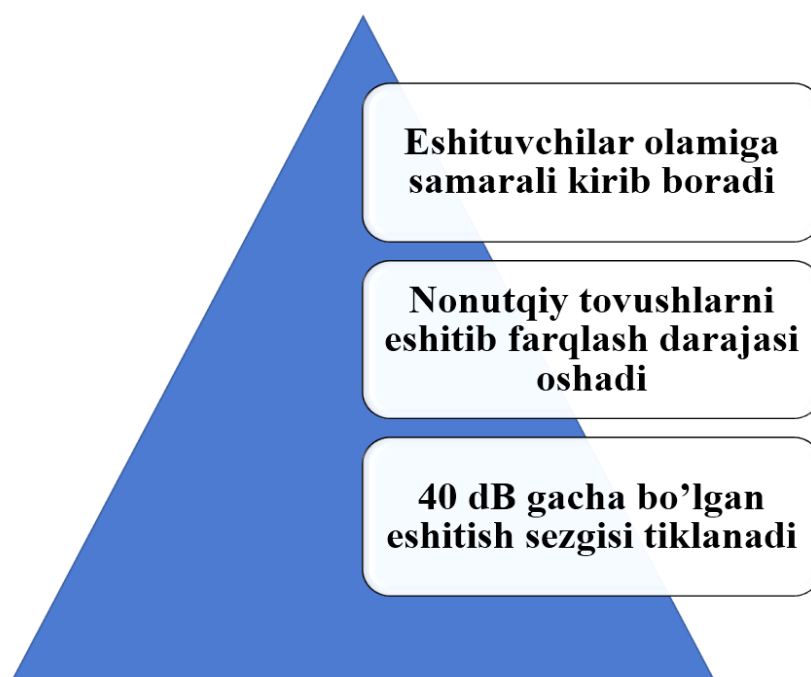 Eshituvchilar olamiga
samarali kirib boradi
Nonutqiy tovushlarni
eshitib farqlash darajasi
oshadi
40 dB gacha bo’lgan
eshitish sezgisi tiklanadi